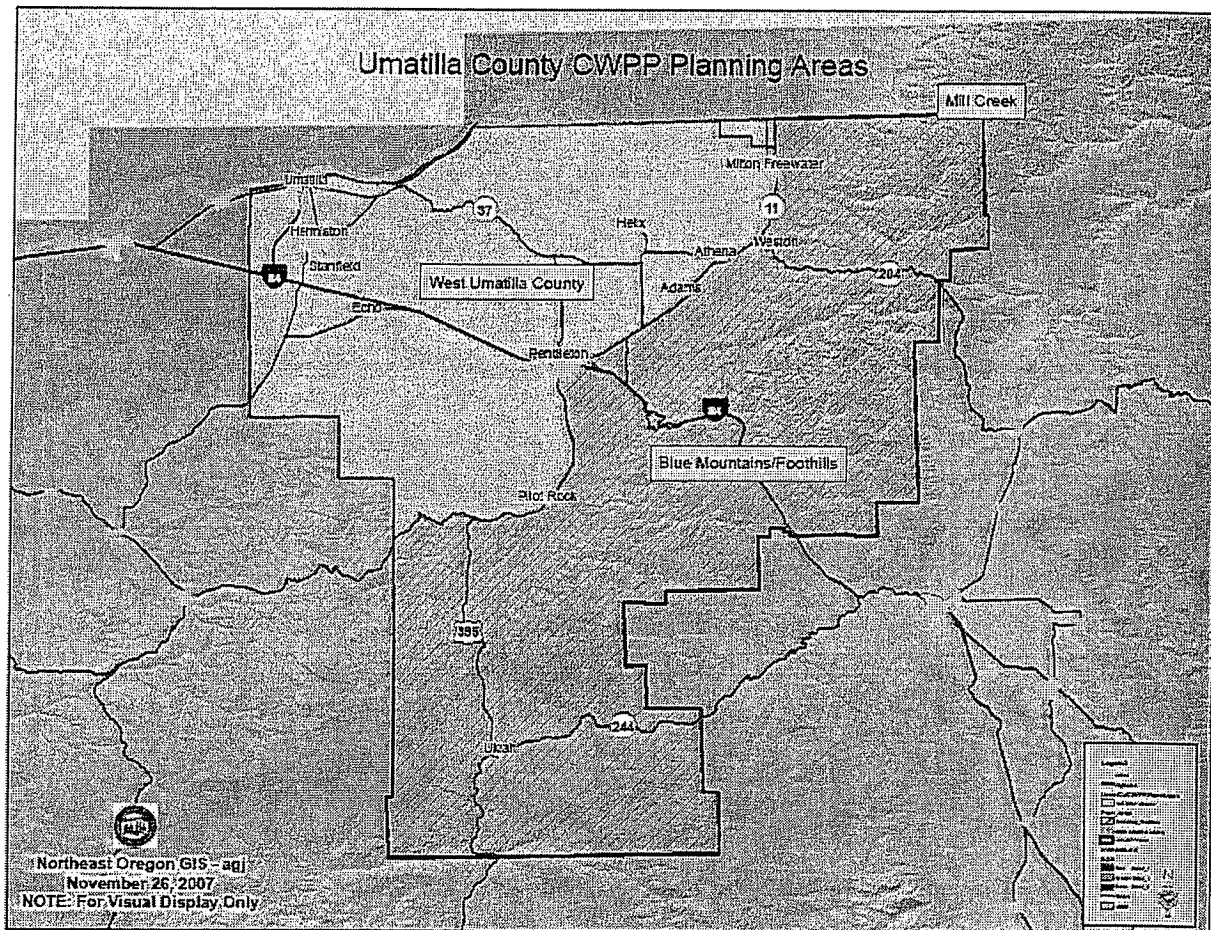 Umatilla County CWPP Planning Areas
Mill Creek
Milton Freewater
Umatilla
37
11
Helix
Hermiston
Athena
Weston
Stanfield
204
84
West Umatilla County
Adams
Echo
Pendleton
84
Blue Mountains/Foothills
Pilot Rock
395
244
Ukiah
Northeast Oregon GIS - agj
November 26, 2007
NOTE: For Visual Display Only
N